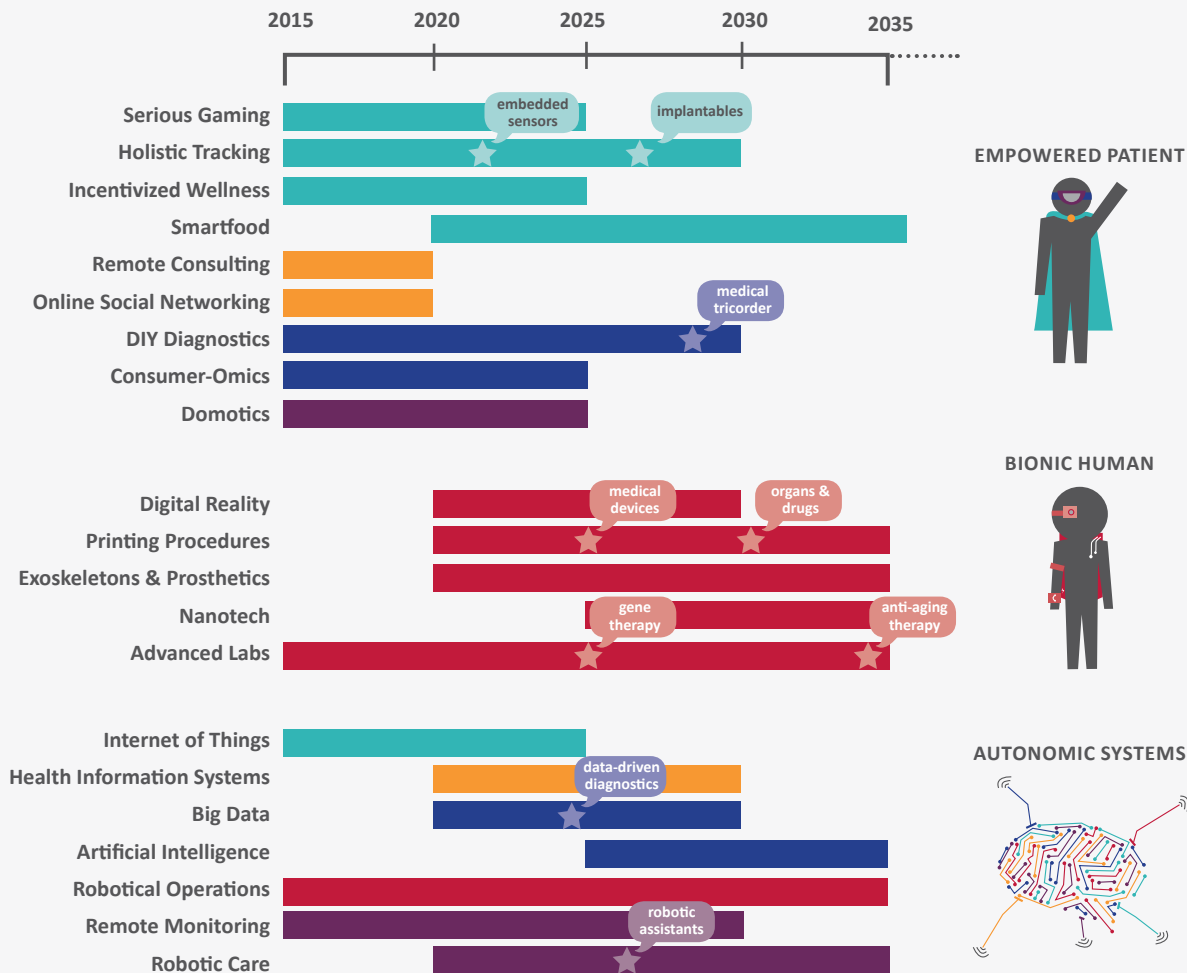 2015 2020 2025 2030 2035
Serious Gaming
embedded
sensors
implantables
Holistic Tracking
EMPOWERED PATIENT
Incentivized Wellness
Smartfood
Remote Consulting
Online Social Networking
medical
tricorder
DIY Diagnostics
Consumer-Omics
Domotics
BIONIC HUMAN
Digital Reality
medical
devices
organs &
drugs
Printing Procedures
Exoskeletons & Prosthetics
Nanotech
gene
therapy
anti-aging
therapy
Advanced Labs
Internet of Things
AUTONOMIC SYSTEMS
Health Information Systems
data-driven
diagnostics
Big Data
Artificial Intelligence
Robotical Operations
Remote Monitoring
robotic
assistants
Robotic Care